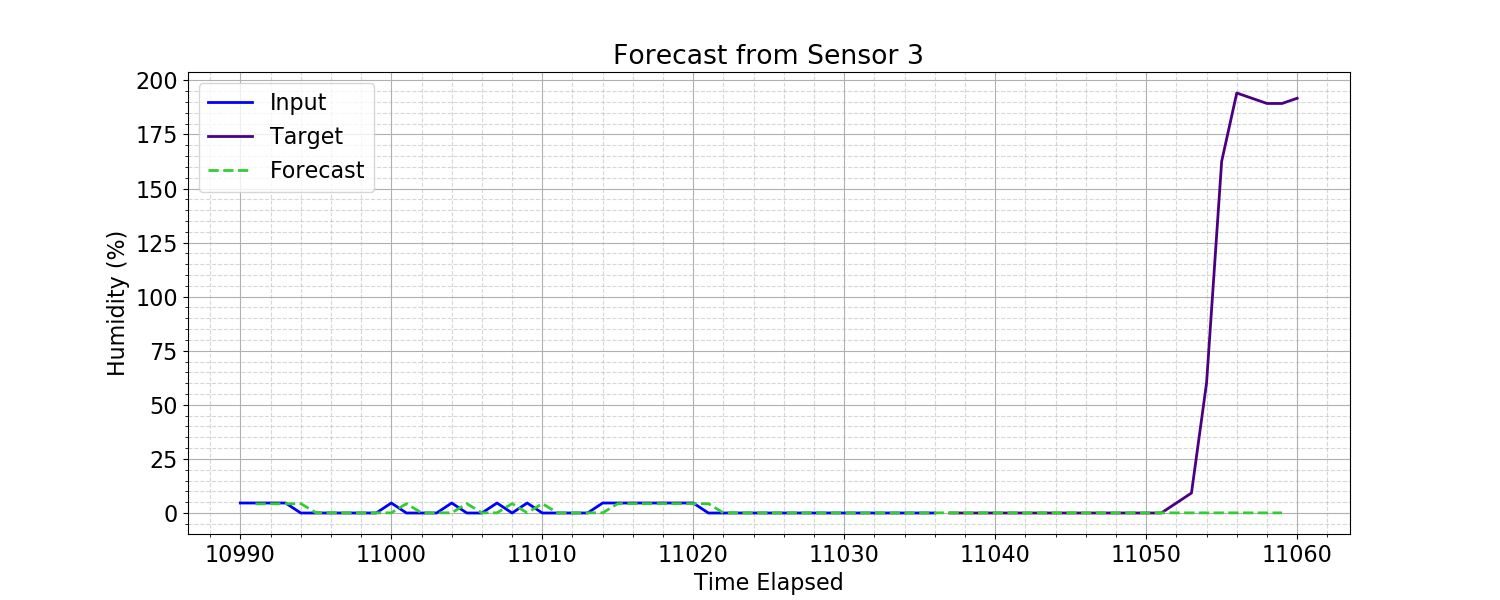 Forecast from Sensor 3
200
175
150
125
100
75
50
25
0
Humidity (%)
Input
Target
Forecast
10990 11000 11010 11020 11030 11040 11050 11060
Time Elapsed